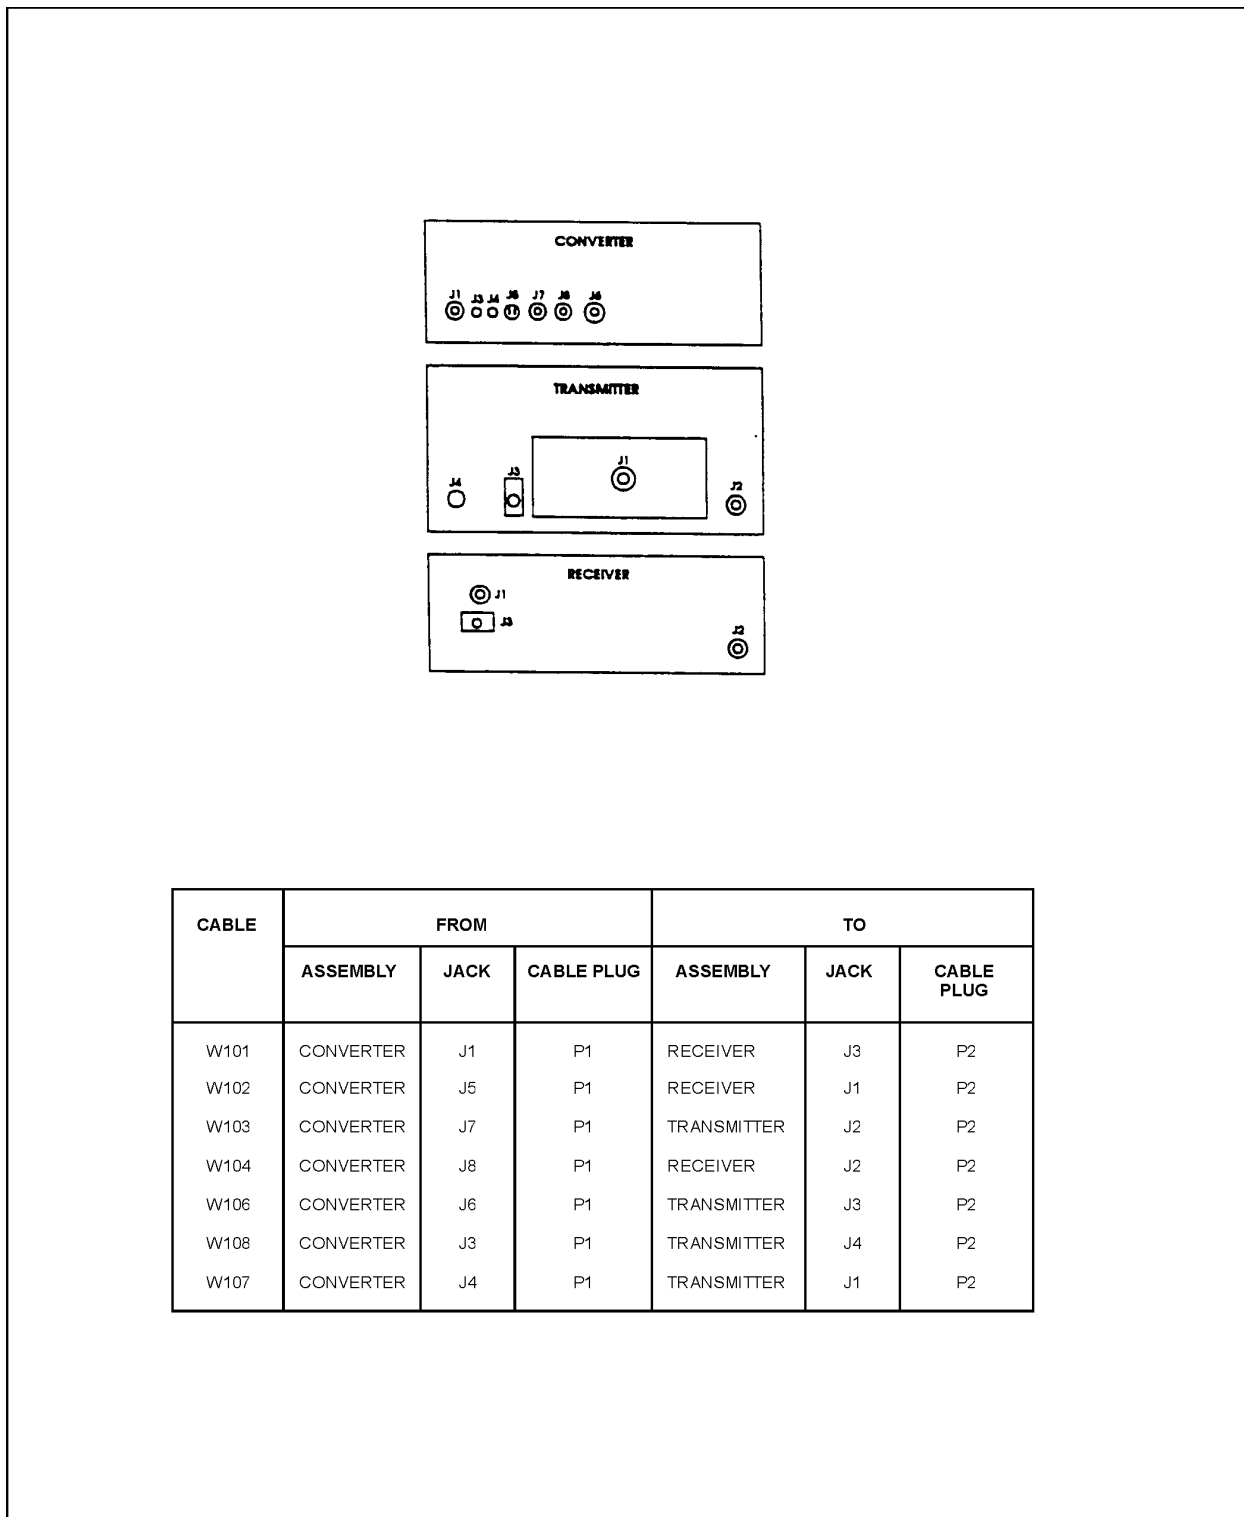 CONVERTER
J1 J3 J4 J5 J7 J8 J6
TRANSMITTER
J4 J3 J1 J2
RECEIVER
J1
J3
J2
CABLE FROM TO
ASSEMBLY JACK CABLE PLUG ASSEMBLY JACK CABLE
PLUG
W101 CONVERTER J1 P1 RECEIVER J3 P2
W102 CONVERTER J5 P1 RECEIVER J1 P2
W103 CONVERTER J7 P1 TRANSMITTER J2 P2
W104 CONVERTER J8 P1 RECEIVER J2 P2
W106 CONVERTER J6 P1 TRANSMITTER J3 P2
W108 CONVERTER J3 P1 TRANSMITTER J4 P2
W107 CONVERTER J4 P1 TRANSMITTER J1 P2